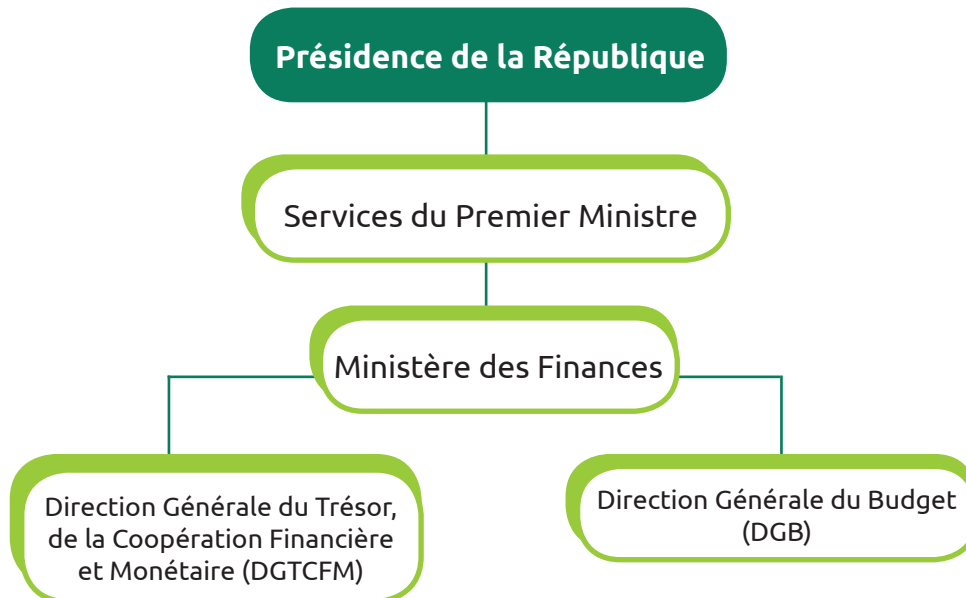 Présidence de la République
Services du Premier Ministre
Ministère des Finances
Direction Générale du Trésor,
de la Coopération Financière
et Monétaire (DGTCFM)
Direction Générale du Budget
(DGB)